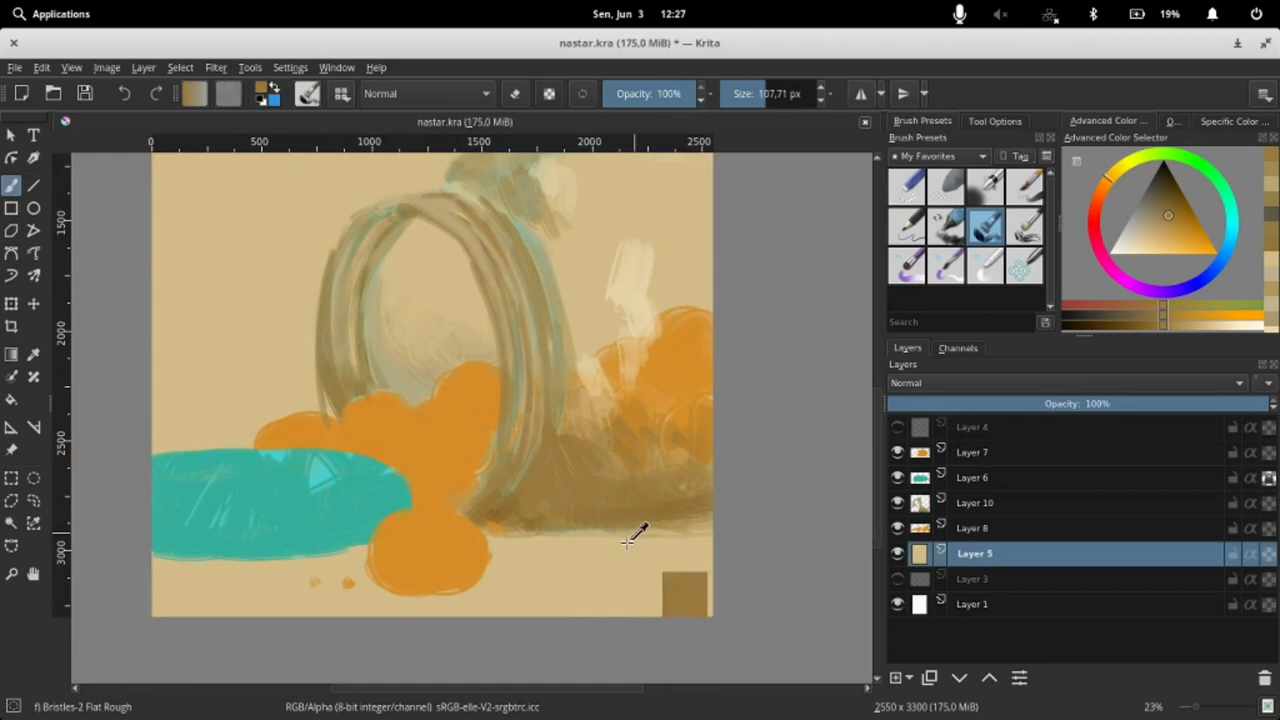 Applications
Sen, Jun 3 12:27
19%
nastar.kra (175,0 MiB) * — Krita
File Edit View Image Layer Select Filter Tools Settings Window Help
Normal
Opacity: 100%
Size: 107,71 px
nastar.kra (175,0 MiB)
Brush Presets
Tool Options
Advanced Color ...
Q...
Specific Color ...
Brush Presets
Advanced Color Selector
0 500 1000 1500 2000 2500
1500
2000
2500
3000
★ My Favorites
Tag
Search
Layers
Channels
Layers
Normal
Opacity: 100%
Layer 4
Layer 7
Layer 6
Layer 10
Layer 8
Layer 5
Layer 3
Layer 1
f) Bristles-2 Flat Rough
RGB/Alpha (8-bit integer/channel) sRGB-elle-V2-srgbtrc.icc
2550 x 3300 (175,0 MiB)
23%